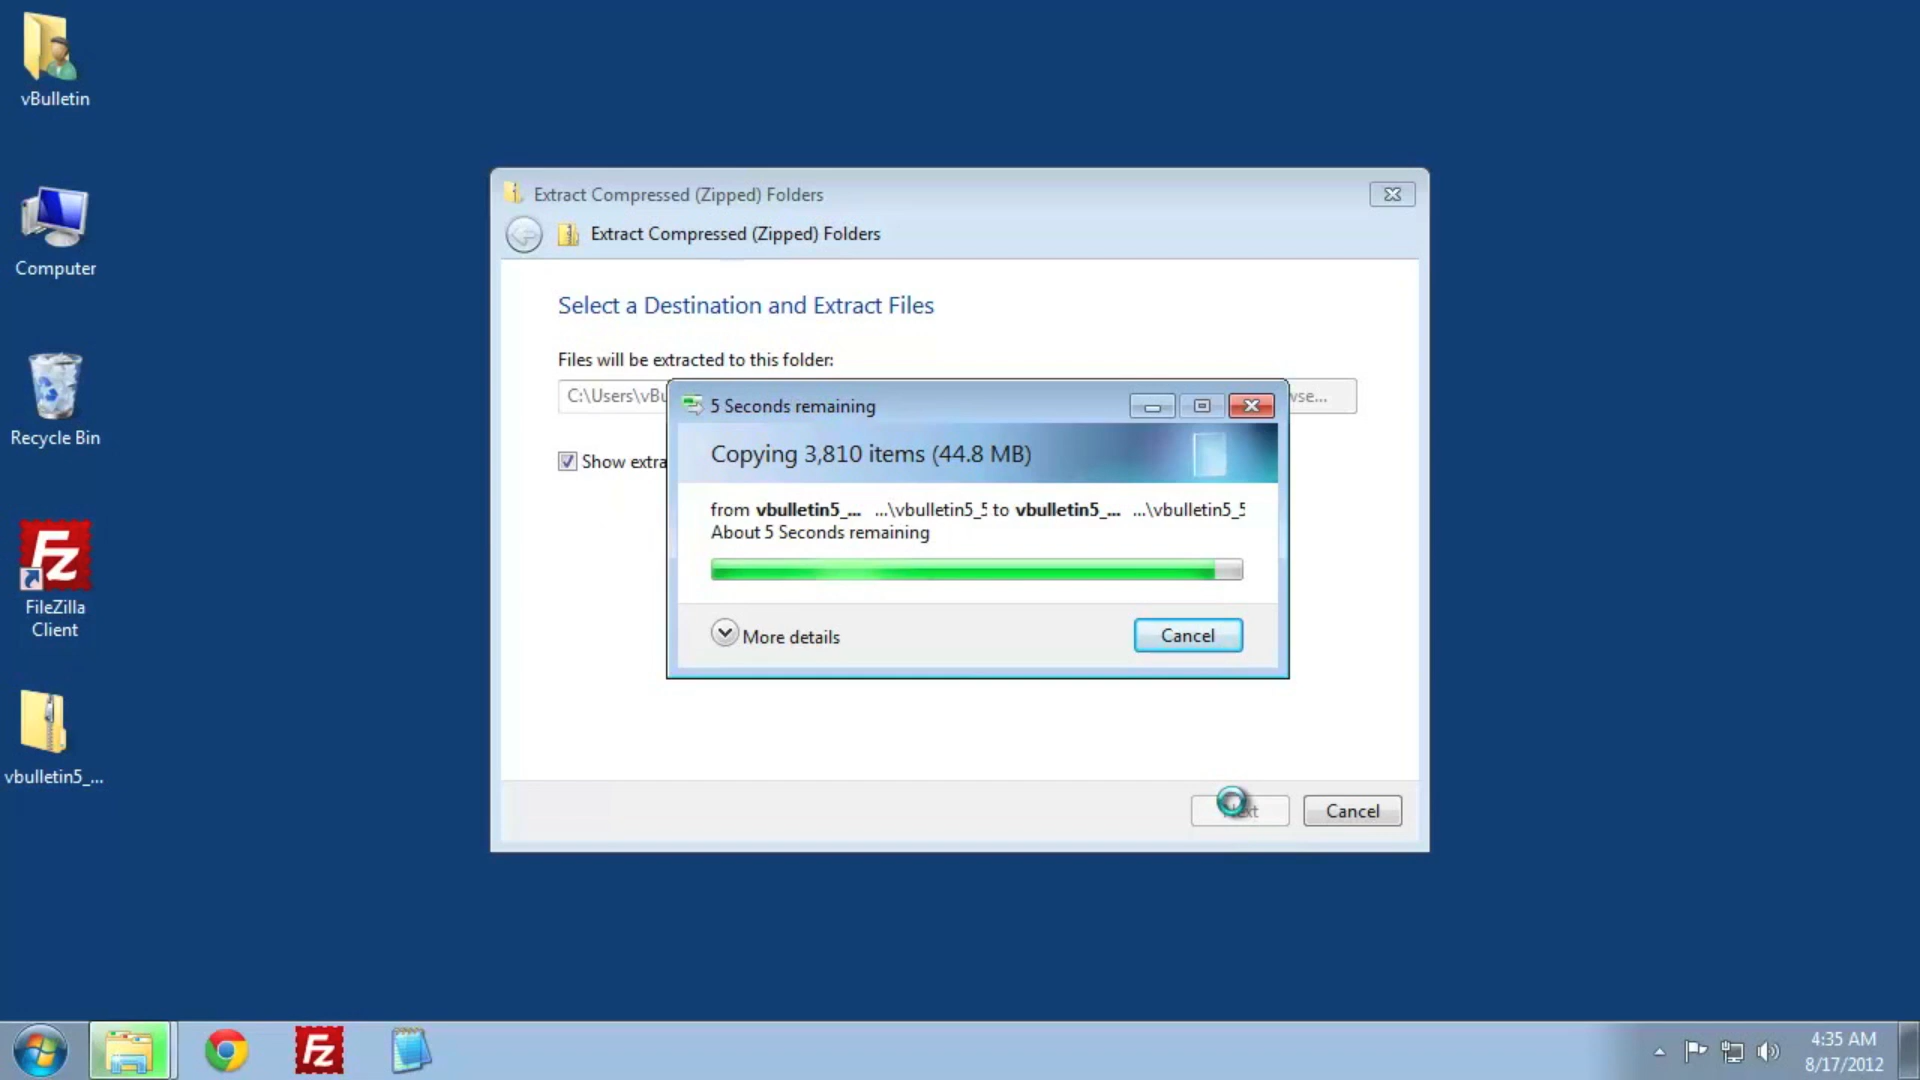 vBulletin
Computer
Recycle Bin
FileZilla
Client
vbulletin5_...
Extract Compressed (Zipped) Folders
Extract Compressed (Zipped) Folders
Select a Destination and Extract Files
Files will be extracted to this folder:
C:\Users\vBu
wse...
Show extra
5 Seconds remaining
Copying 3,810 items (44.8 MB)
from vbulletin5_... ...\vbulletin5_5 to vbulletin5_... ...\vbulletin5_5
About 5 Seconds remaining
More details
Cancel
Cancel
4:35 AM
8/17/2012